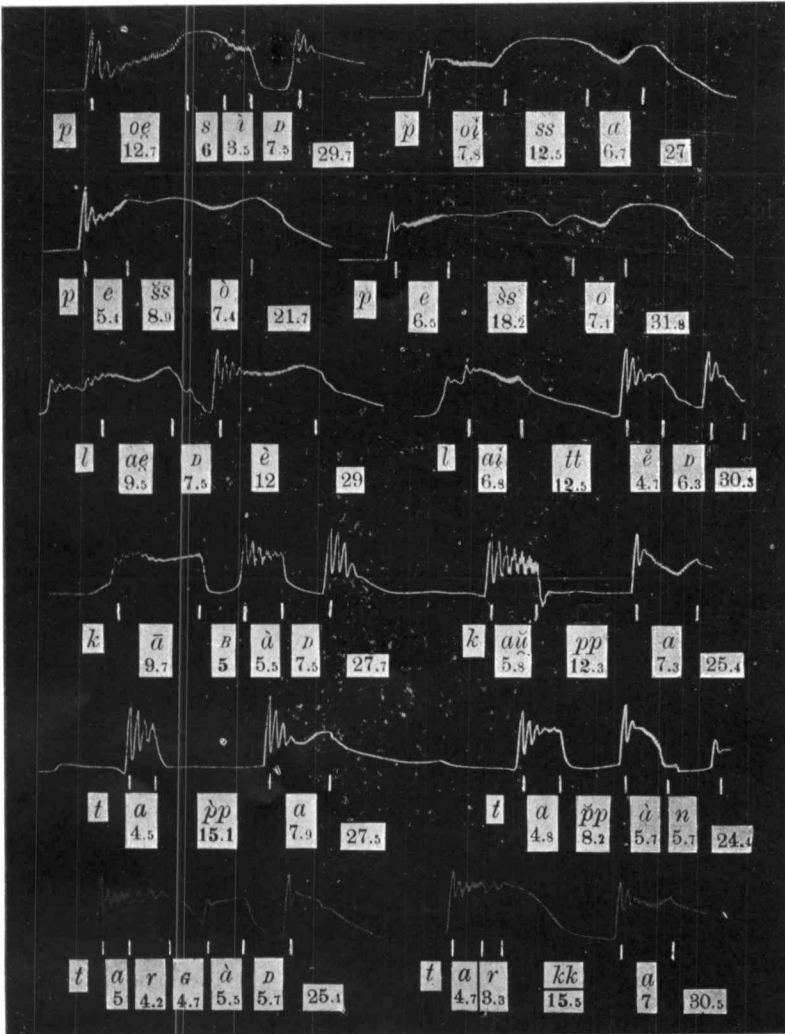 p oę s ì ᴅ
12.7 6 3.5 7.5 29.7
p̀ oi̯ ss a
7.8 12.5 6.7 27
p e s̆s ò
5.4 8.9 7.4 21.7
p e s̀s o
6.5 18.2 7.1 31.8
l aę ᴅ è
9.5 7.5 12 29
l ai̯ tt e̊ ᴅ
6.8 12.5 4.7 6.3 30.3
k ā ʙ à ᴅ
9.7 5 5.5 7.5 27.7
k aŭ̯ pp a
5.8 12.3 7.3 25.4
t a p̀p a
4.5 15.1 7.9 27.5
t a p̆p à n
4.8 8.2 5.7 5.7 24.4
t a r ɢ à ᴅ
5 4.2 4.7 5.5 5.7 25.1
t a r kk a
4.7 3.3 15.5 7 30.5